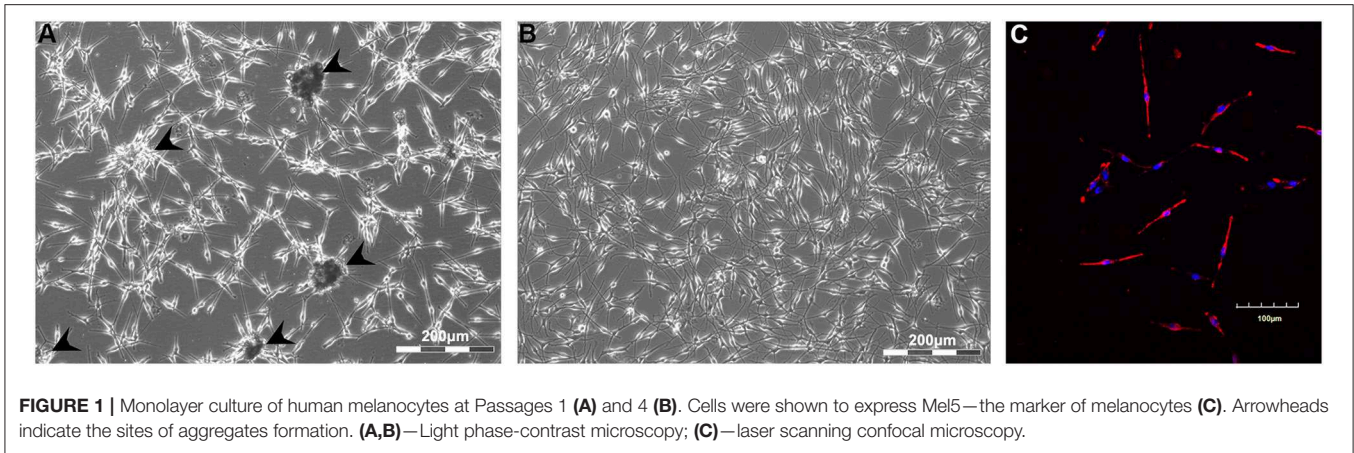 A
B
C
200µm
200µm
100µm
FIGURE 1 | Monolayer culture of human melanocytes at Passages 1 (A) and 4 (B). Cells were shown to express Mel5—the marker of melanocytes (C). Arrowheads
indicate the sites of aggregates formation. (A,B)—Light phase-contrast microscopy; (C)—laser scanning confocal microscopy.